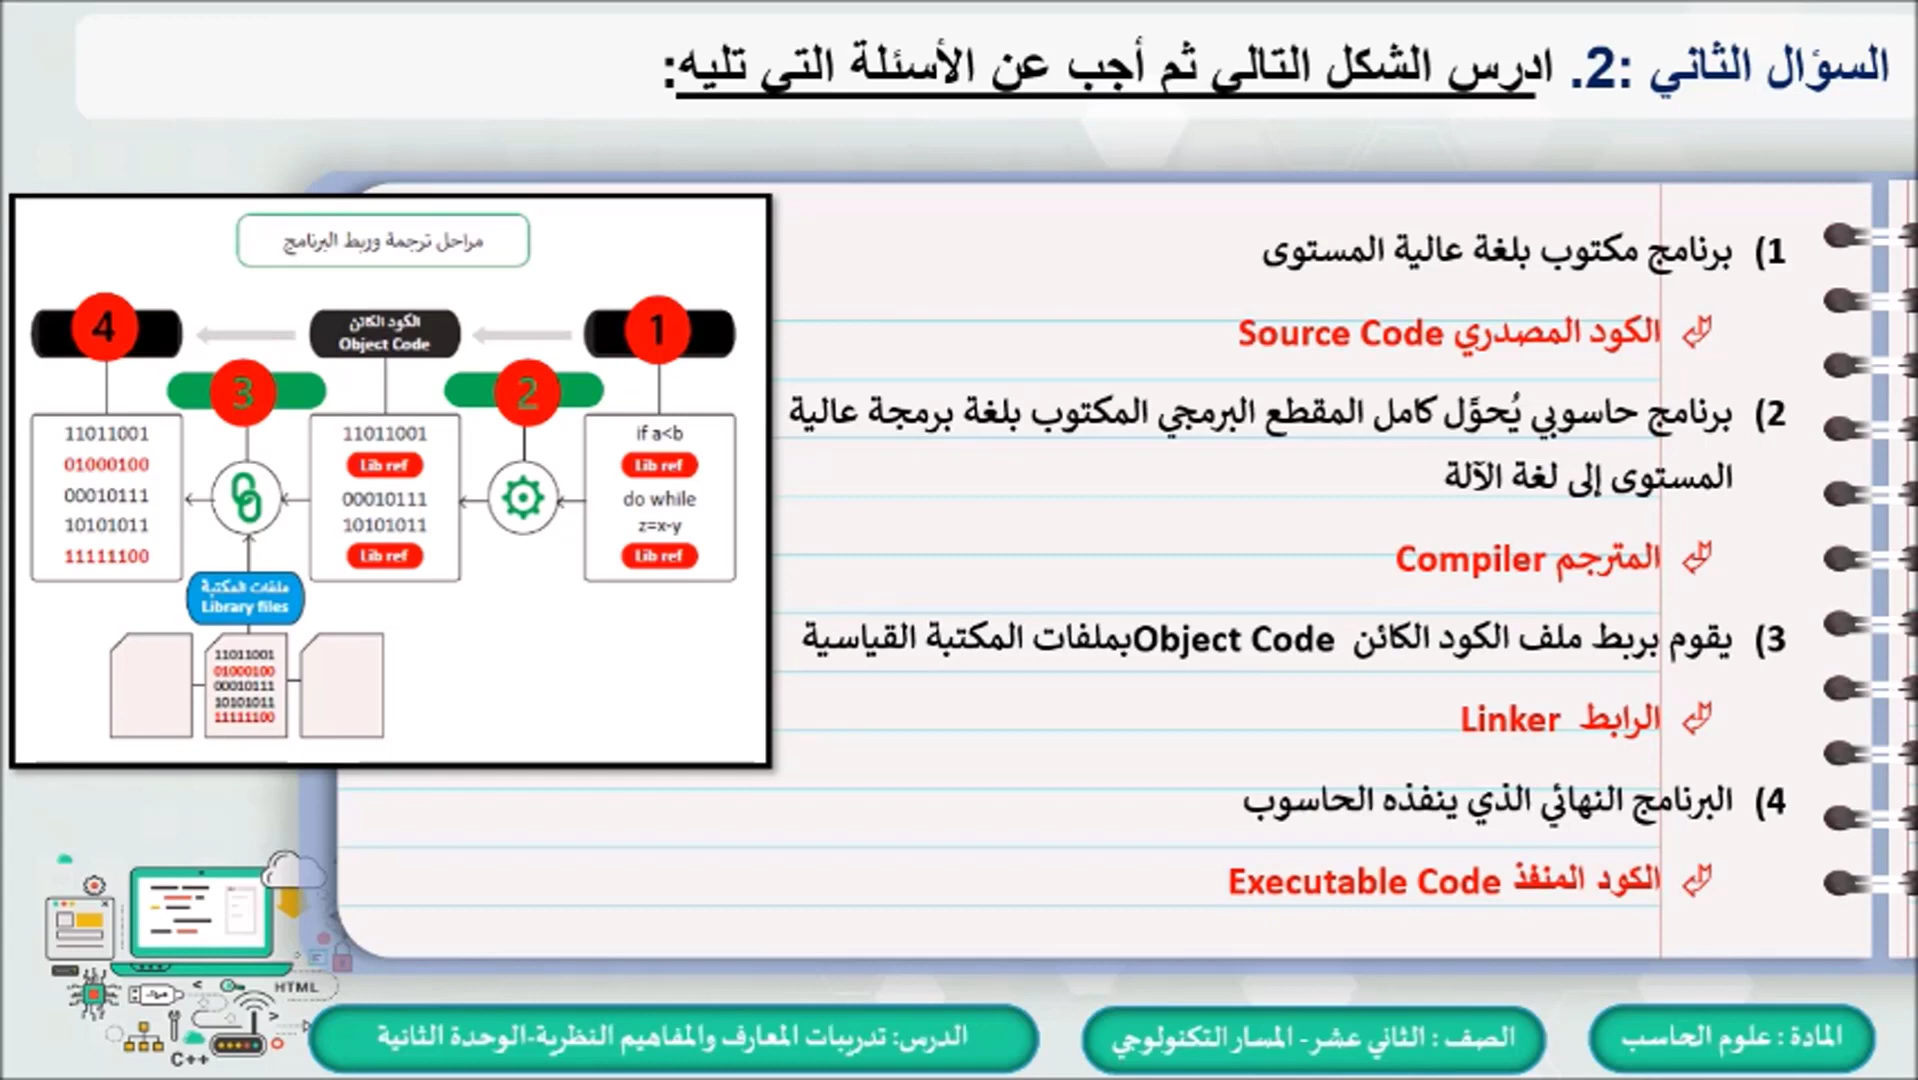 السؤال الثاني :2. ادرس الشكل التالي ثم أجب عن الأسئلة التي تليه:
1) برنامج مكتوب بلغة عالية المستوى
الكود المصدري Source Code
2) برنامج حاسوبي يُحوَّل كامل المقطع البرمجي المكتوب بلغة برمجة عالية
المستوى إلى لغة الآلة
المترجم Compiler
3) يقوم بربط ملف الكود الكائن Object Code بملفات المكتبة القياسية
الرابط Linker
4) البرنامج النهائي الذي ينفذه الحاسوب
الكود المنفذ Executable Code
مراحل ترجمة وربط البرنامج
1
الكود الكائن
Object Code
4
2
3
if a<b
Lib ref
do while
z=x-y
Lib ref
11011001
Lib ref
00010111
10101011
Lib ref
11011001
01000100
00010111
10101011
11111100
ملفات المكتبة
Library files
11011001
01000100
00010111
10101011
11111100
HTML
C++
المادة : علوم الحاسب
الصف : الثاني عشر- المسار التكنولوجي
الدرس: تدريبات المعارف والمفاهيم النظرية-الوحدة الثانية